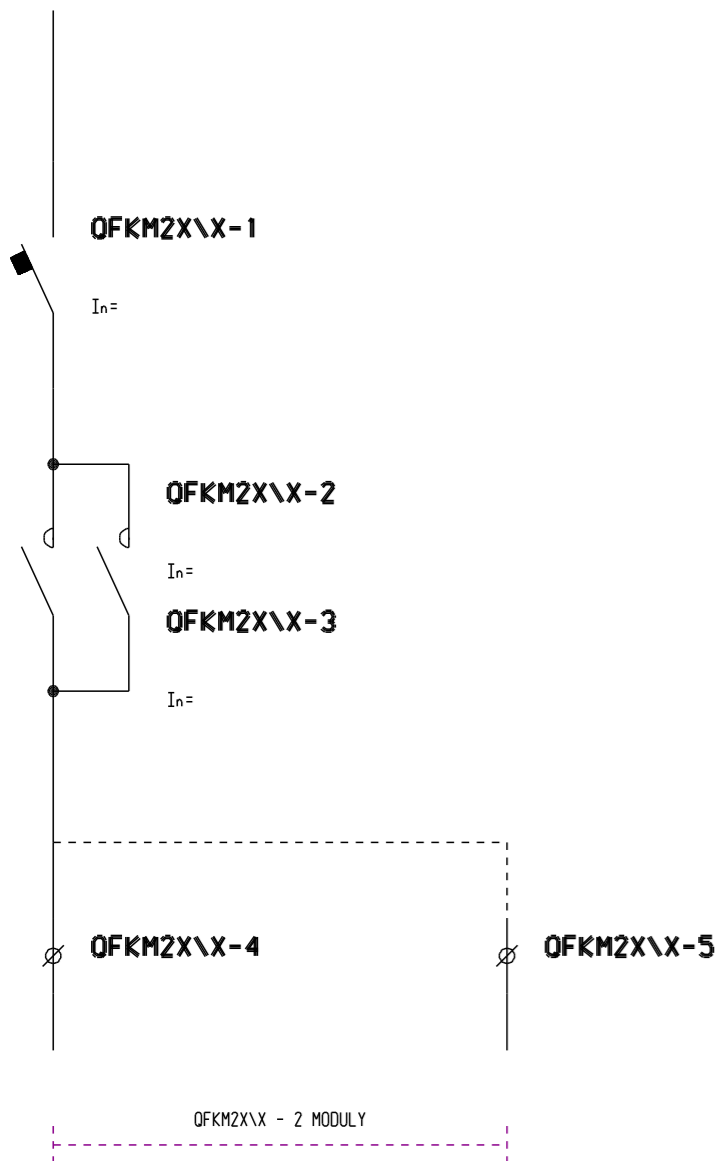 QFKM2X\X-1
In=
QFKM2X\X-2
In=
QFKM2X\X-3
In=
QFKM2X\X-4
QFKM2X\X-5
QFKM2X\X - 2 MODULY